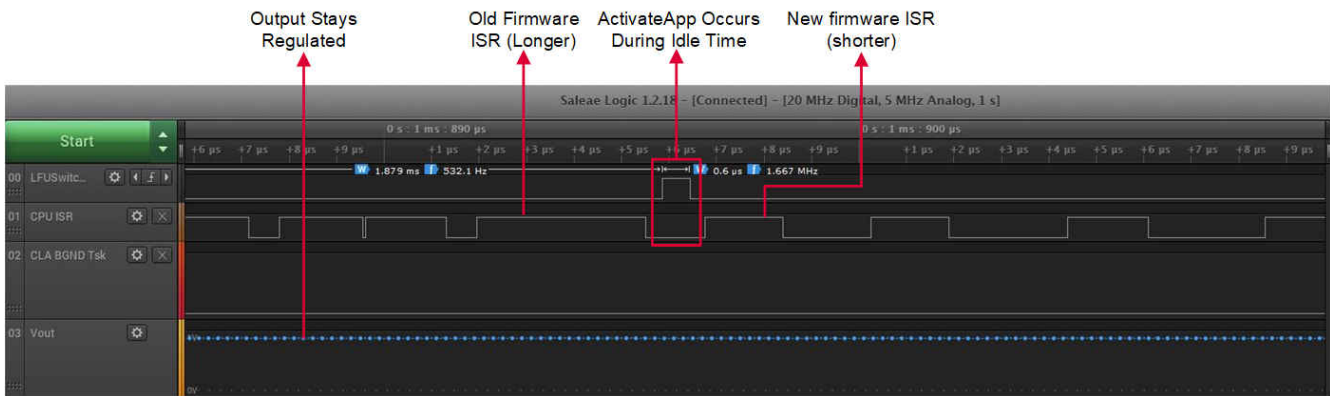 Output Stays
Regulated
Old Firmware
ISR (Longer)
ActivateApp Occurs
During Idle Time
New firmware ISR
(shorter)
Saleae Logic 1.2.18 - [Connected] - [20 MHz Digital, 5 MHz Analog, 1 s]
Start
0 s : 1 ms : 890 µs
0 s : 1 ms : 900 µs
+6 µs +7 µs +8 µs +9 µs +1 µs +2 µs +3 µs +4 µs +5 µs +6 µs +7 µs +8 µs +9 µs +1 µs +2 µs +3 µs +4 µs +5 µs +6 µs +7 µs +8 µs +9 µs
00 LFUSwitc...
W 1.879 ms f 532.1 Hz
W 0.6 µs f 1.667 MHz
01 CPU ISR
02 CLA BGND Tsk
03 Vout
0V